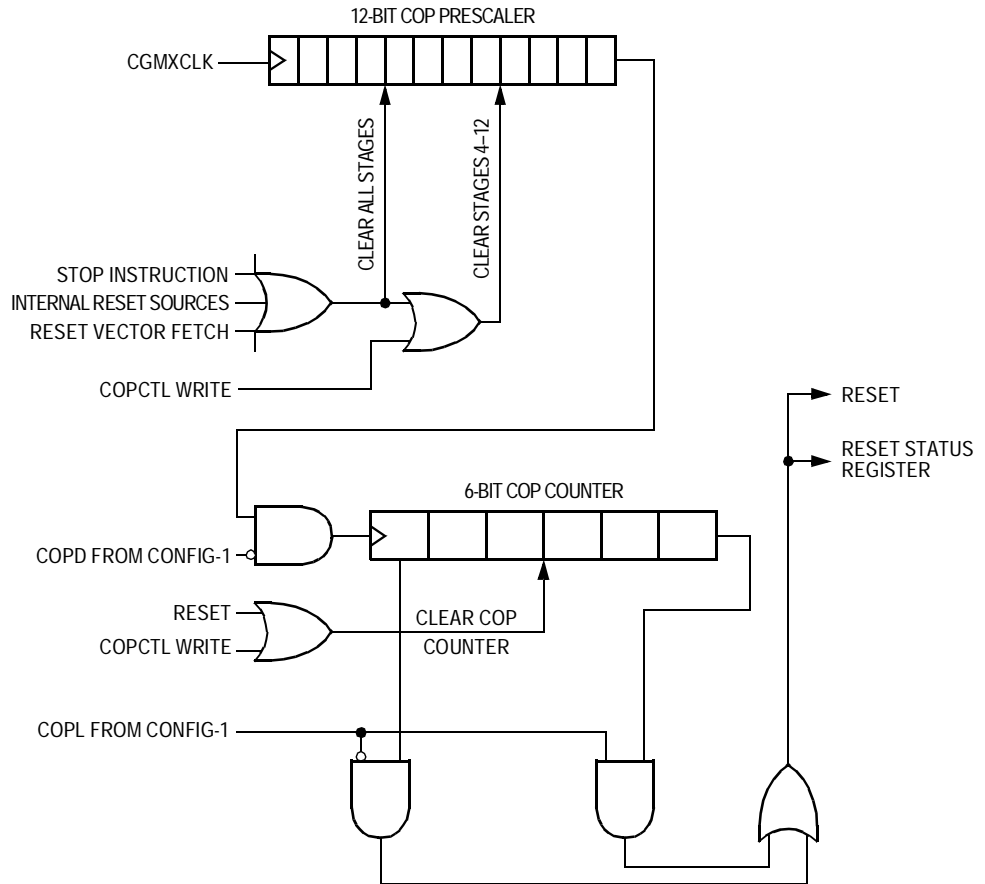 12-BIT COP PRESCALER
CGMXCLK
CLEAR ALL STAGES
CLEAR STAGES 4–12
STOP INSTRUCTION
INTERNAL RESET SOURCES
RESET VECTOR FETCH
COPCTL WRITE
RESET
RESET STATUS
REGISTER
6-BIT COP COUNTER
COPD FROM CONFIG-1
RESET
COPCTL WRITE
CLEAR COP
COUNTER
COPL FROM CONFIG-1